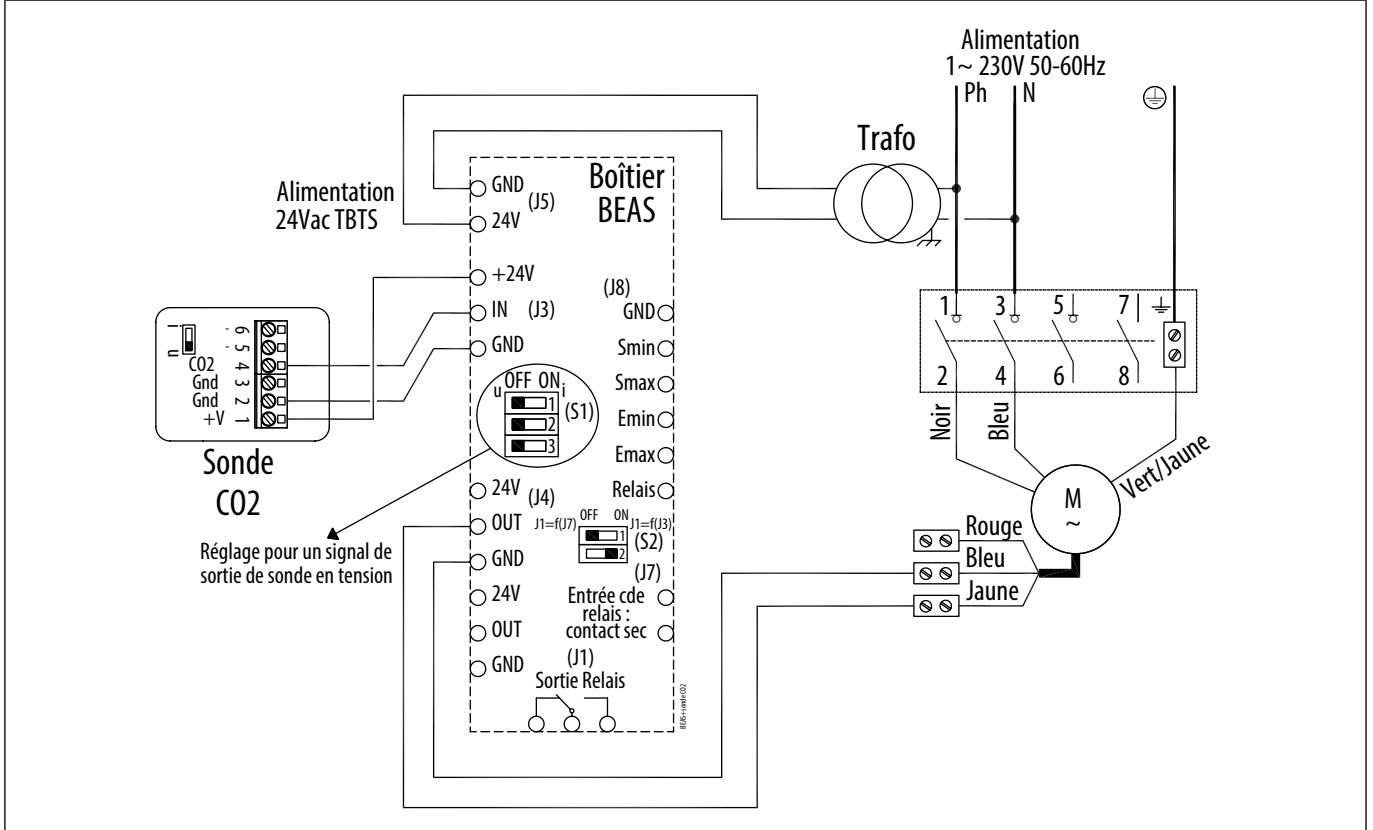 Alimentation
1~ 230V 50-60Hz
Ph N
Trafo
Alimentation
24Vac TBTS
Boîtier
BEAS
GND
(J5)
24V
+24V
IN (J3)
GND
(J8)
GND
Smin
Smax
Emin
Emax
Relais
u OFF ON i
1
2
3
(S1)
i
u
- 6
- 5
CO2 4
Gnd 3
Gnd 2
+V 1
Sonde
CO2
Réglage pour un signal de
sortie de sonde en tension
24V (J4)
OUT
GND
24V
OUT
GND
OFF ON
J1=f(J7) J1=f(J3)
1
2
(S2)
(J7)
Entrée cde
relais :
contact sec
(J1)
Sortie Relais
BEAS+sondeCO2
1 3 5 7
2 4 6 8
Noir
Bleu
Vert/Jaune
M
~
Rouge
Bleu
Jaune